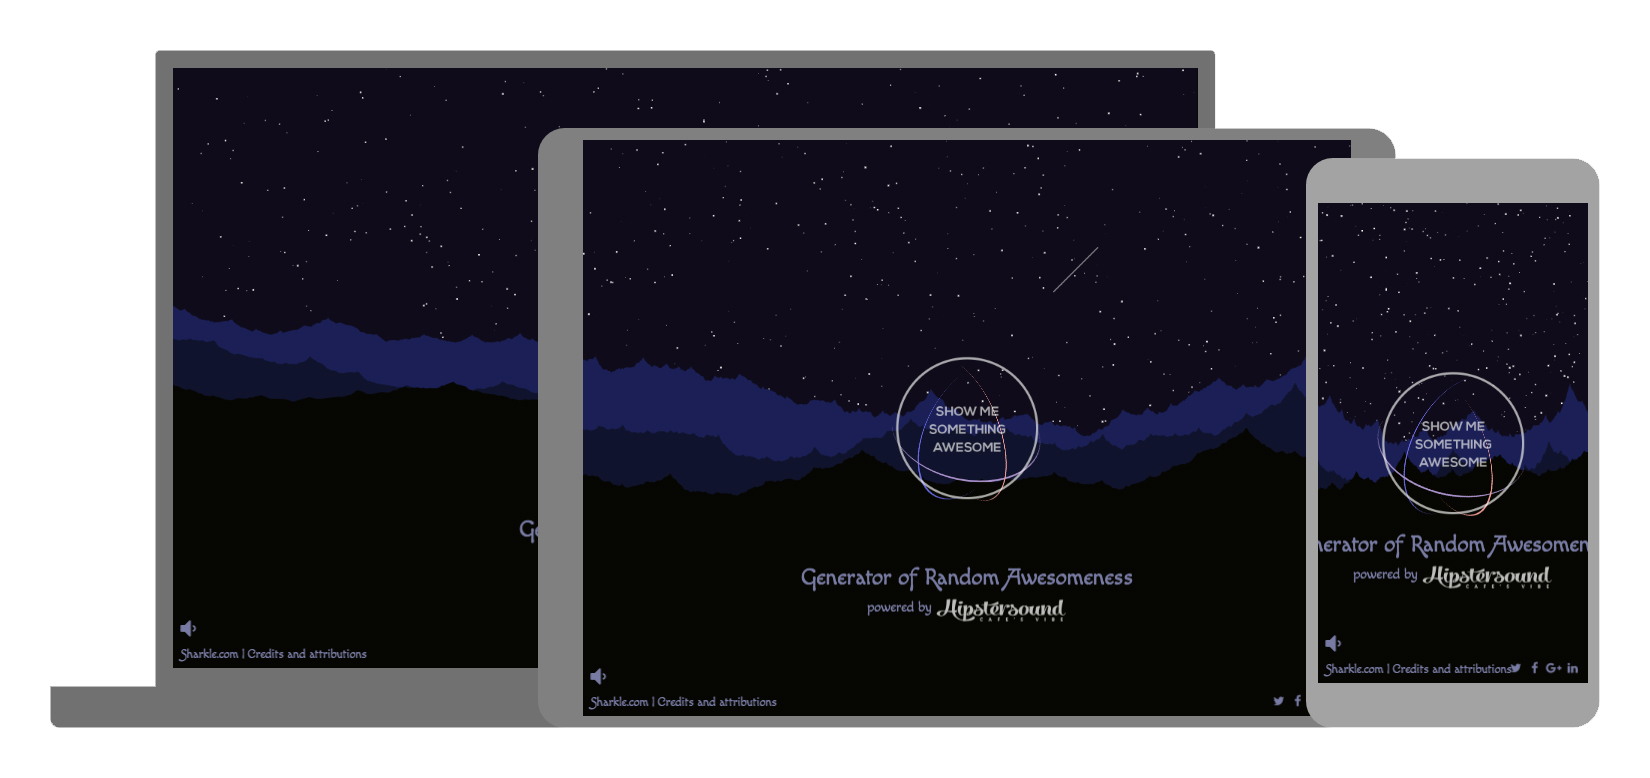 Ge
Sharkle.com | Credits and attributions
SHOW ME
SOMETHING
AWESOME
Generator of Random Awesomeness
powered by Hipstersound
CAFE'S VIBE
Sharkle.com | Credits and attributions
f
SHOW ME
SOMETHING
AWESOME
nerator of Random Awesomen
powered by Hipstersound
CAFE'S VIBE
Sharkle.com | Credits and attributions f G+ in